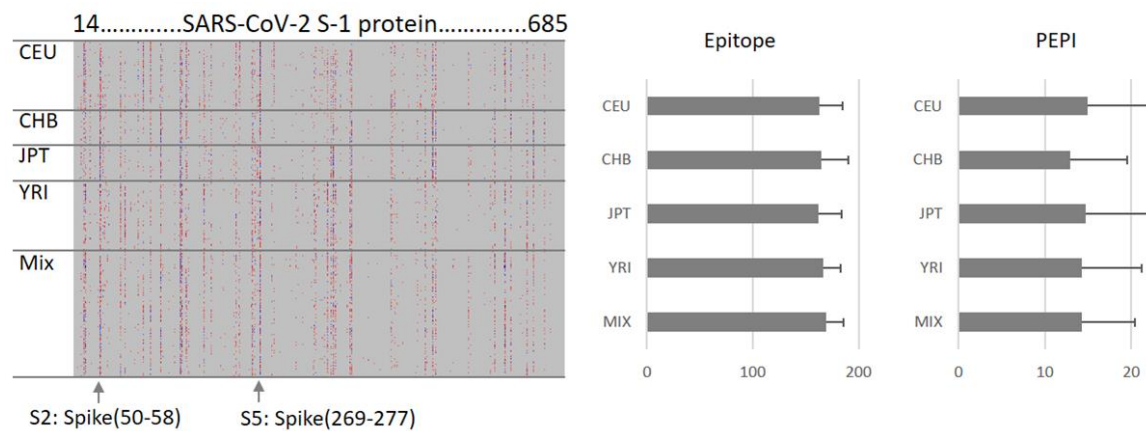 14............SARS-CoV-2 S-1 protein............685
CEU
CHB
JPT
YRI
Mix
S2: Spike(50-58)
S5: Spike(269-277)
Epitope
CEU
CHB
JPT
YRI
MIX
0 100 200
PEPI
CEU
CHB
JPT
YRI
MIX
0 10 20